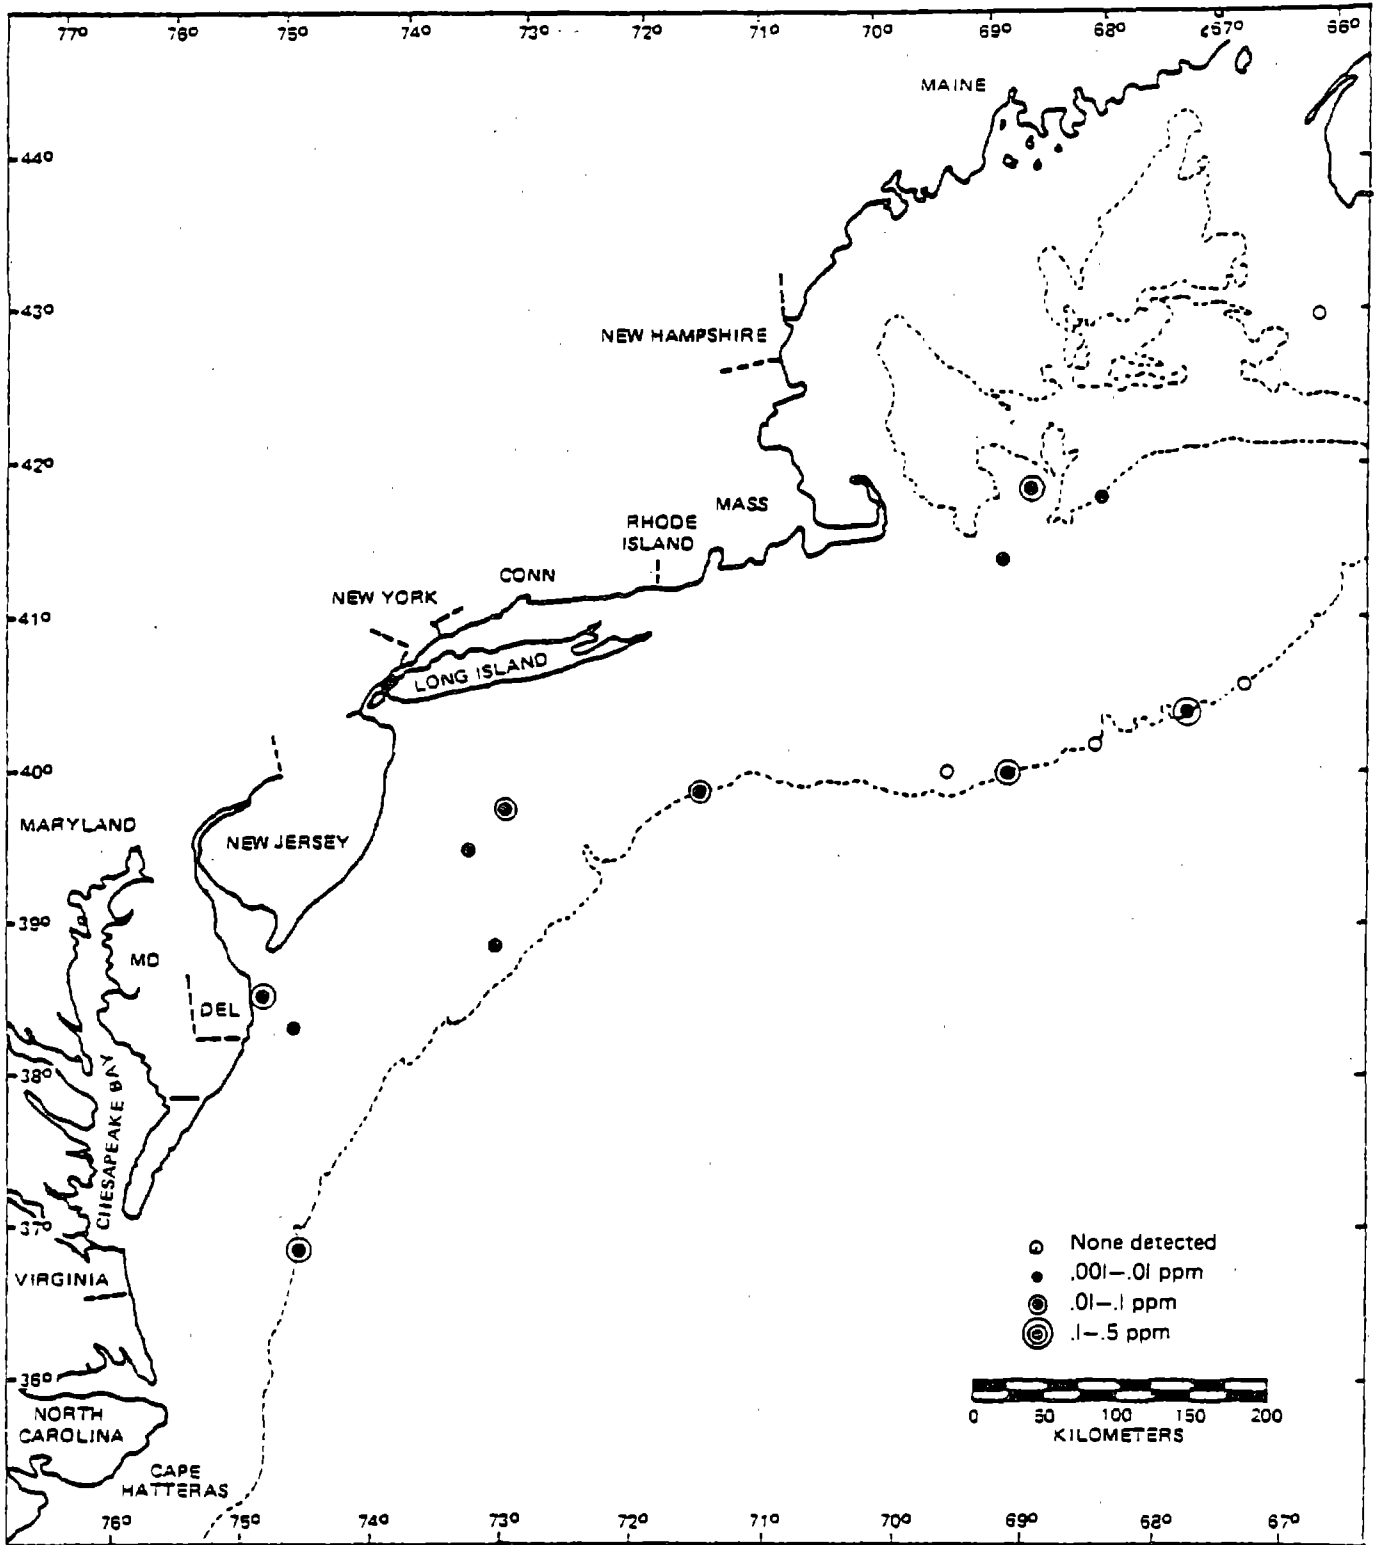 77° 76° 75° 74° 73° 72° 71° 70° 69° 68° 67° 66°
MAINE
44°
43°
NEW HAMPSHIRE
42°
MASS
RHODE
ISLAND
CONN
NEW YORK
41°
LONG ISLAND
40°
MARYLAND
NEW JERSEY
39°
MD
DEL
38°
CHESAPEAKE BAY
37°
None detected
.001–.01 ppm
.01–.1 ppm
.1–.5 ppm
VIRGINIA
36°
0 50 100 150 200
KILOMETERS
NORTH
CAROLINA
CAPE
HATTERAS
76° 75° 74° 73° 72° 71° 70° 69° 68° 67°